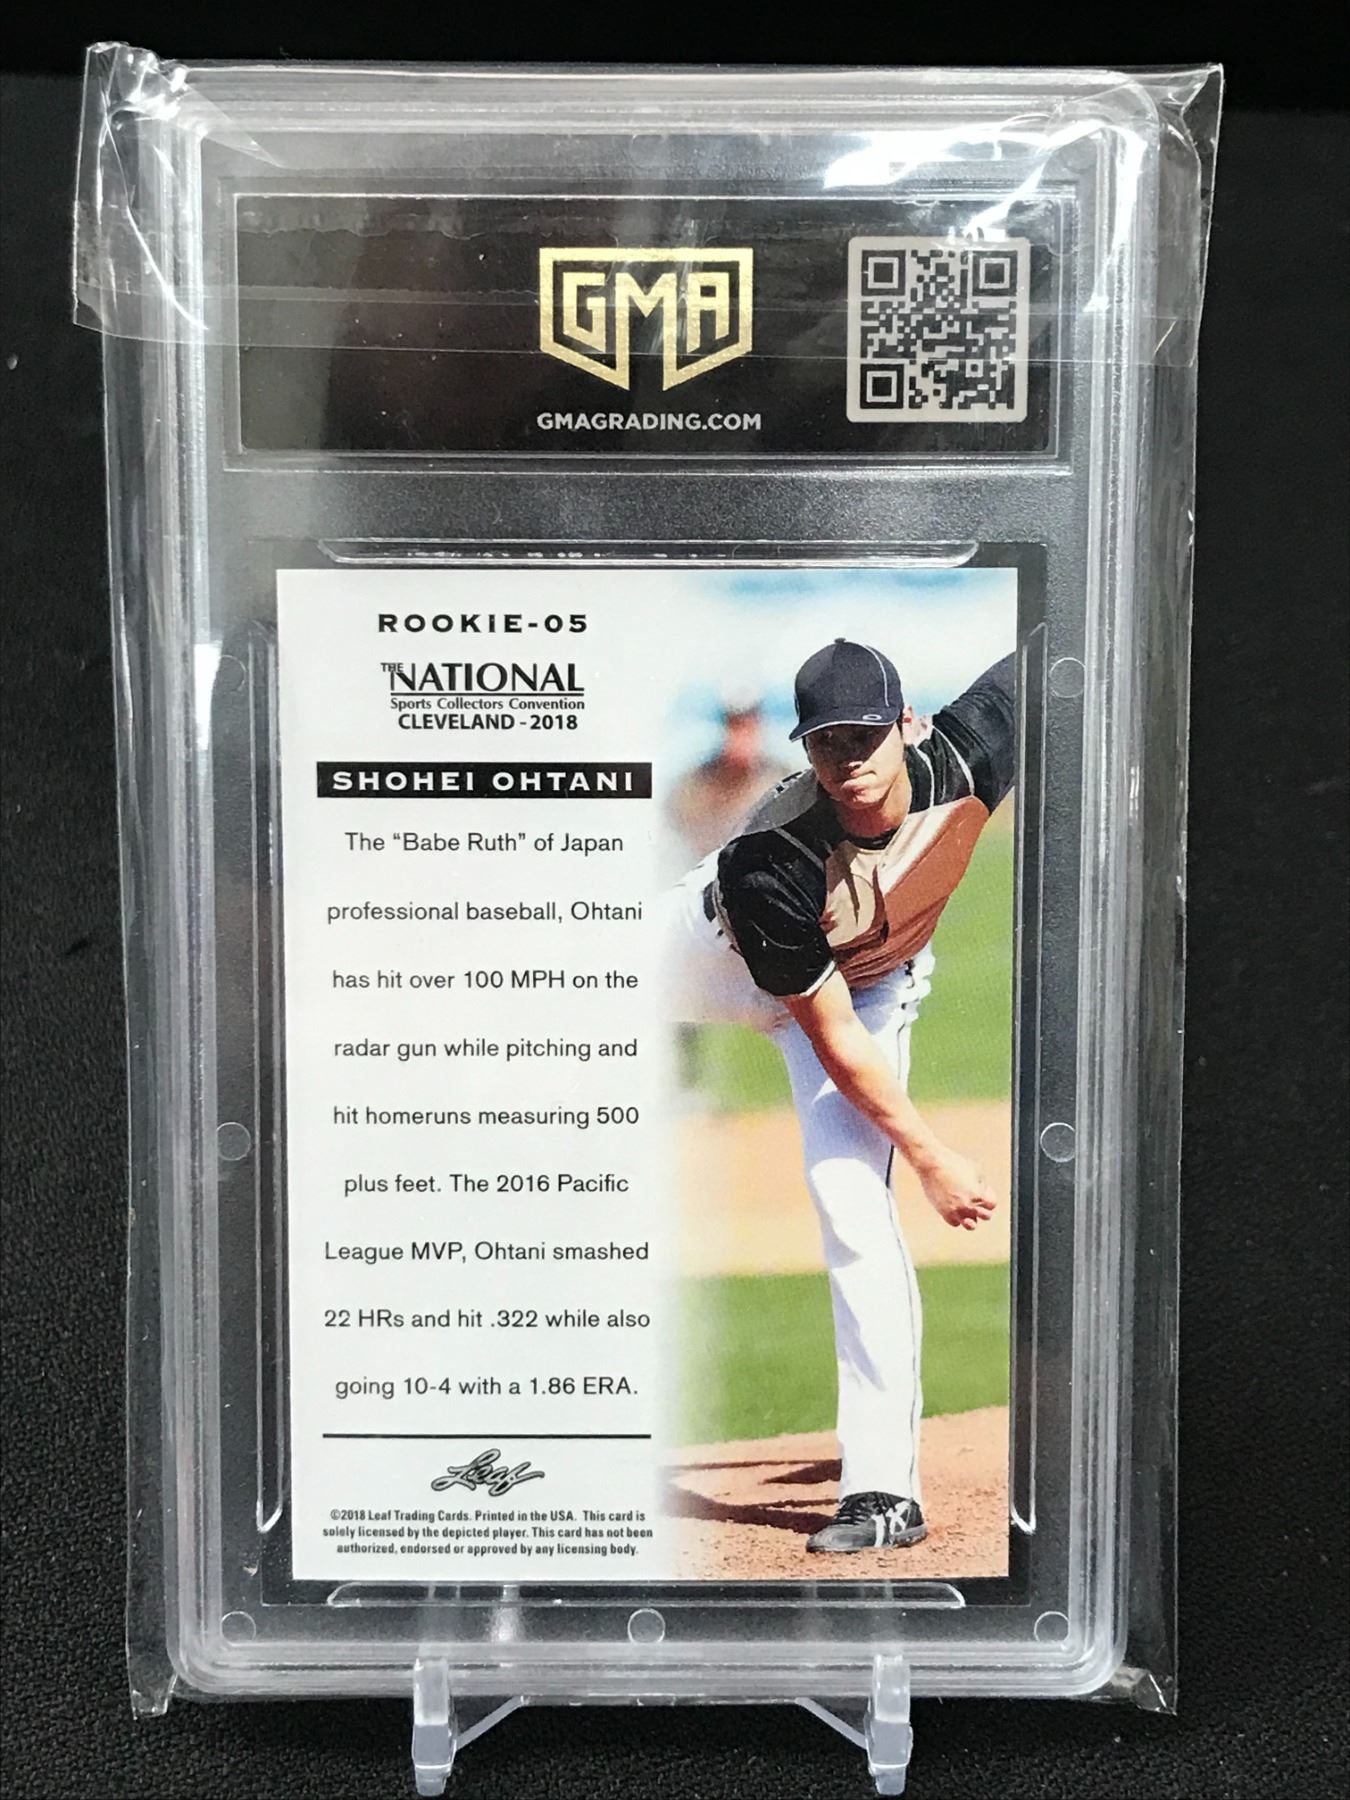 GMA
GMAGRADING.COM
ROOKIE-05
THE NATIONAL
Sports Collectors Convention
CLEVELAND - 2018
SHOHEI OHTANI
The “Babe Ruth” of Japan
professional baseball, Ohtani
has hit over 100 MPH on the
radar gun while pitching and
hit homeruns measuring 500
plus feet. The 2016 Pacific
League MVP, Ohtani smashed
22 HRs and hit .322 while also
going 10-4 with a 1.86 ERA.
Leaf
©2018 Leaf Trading Cards. Printed in the USA. This card is
solely licensed by the depicted player. This card has not been
authorized, endorsed or approved by any licensing body.